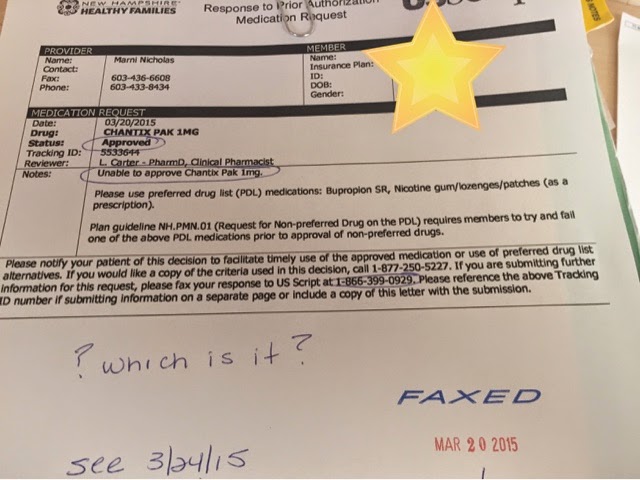 NEW HAMPSHIRE
HEALTHY FAMILIES
Response to Prior Authorization
Medication Request
NOTES
PROVIDER
Name: Marni Nicholas
Contact:
Fax: 603-436-6608
Phone: 603-433-8434
MEMBER
Name:
Insurance Plan:
ID:
DOB:
Gender:
MEDICATION REQUEST
Date: 03/20/2015
Drug: CHANTIX PAK 1MG
Status: Approved
Tracking ID: 5533644
Reviewer: L. Carter - PharmD, Clinical Pharmacist
Notes: Unable to approve Chantix Pak 1mg.
Please use preferred drug list (PDL) medications: Bupropion SR, Nicotine gum/lozenges/patches (as a
prescription).
Plan guideline NH.PMN.01 (Request for Non-preferred Drug on the PDL) requires members to try and fail
one of the above PDL medications prior to approval of non-preferred drugs.
Please notify your patient of this decision to facilitate timely use of the approved medication or use of preferred drug list
alternatives. If you would like a copy of the criteria used in this decision, call 1-877-250-5227. If you are submitting further
information for this request, please fax your response to US Script at 1-866-399-0929. Please reference the above Tracking
ID number if submitting information on a separate page or include a copy of this letter with the submission.
? which is it?
FAXED
MAR 20 2015
see 3/24/15